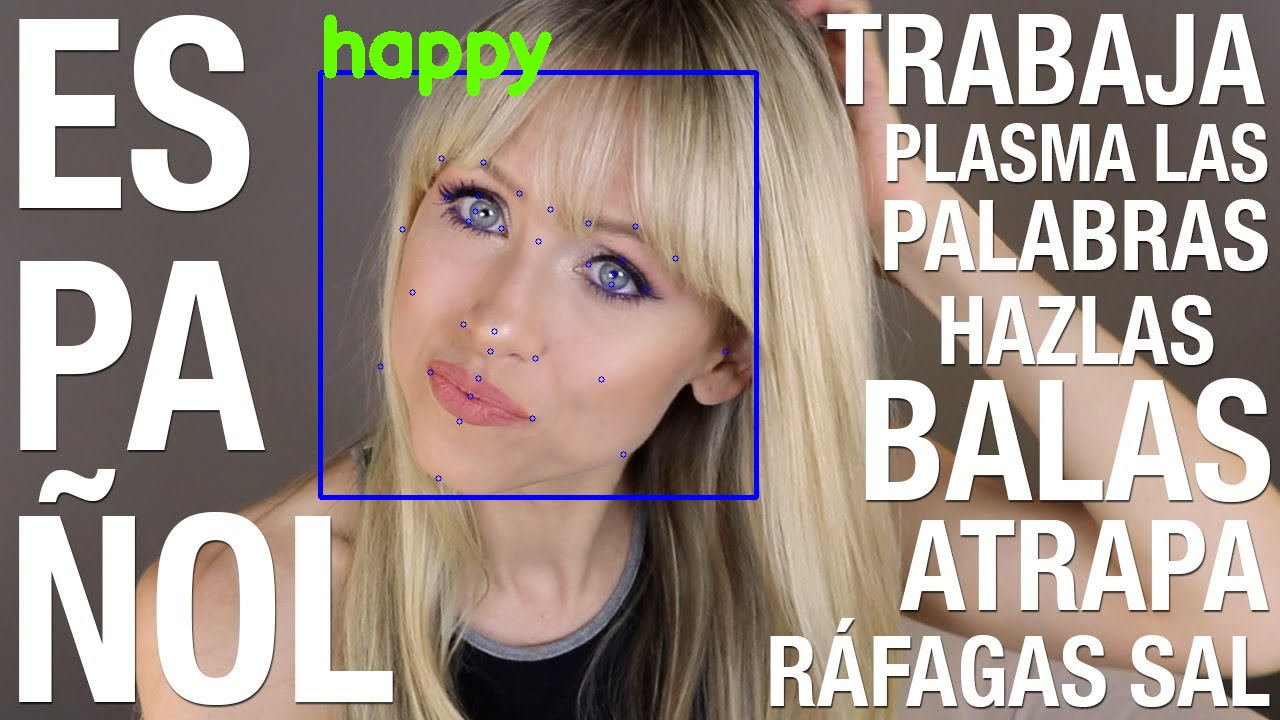 happy
ES
PA
ÑOL
TRABAJA
PLASMA LAS
PALABRAS
HAZLAS
BALAS
ATRAPA
RÁFAGAS SAL